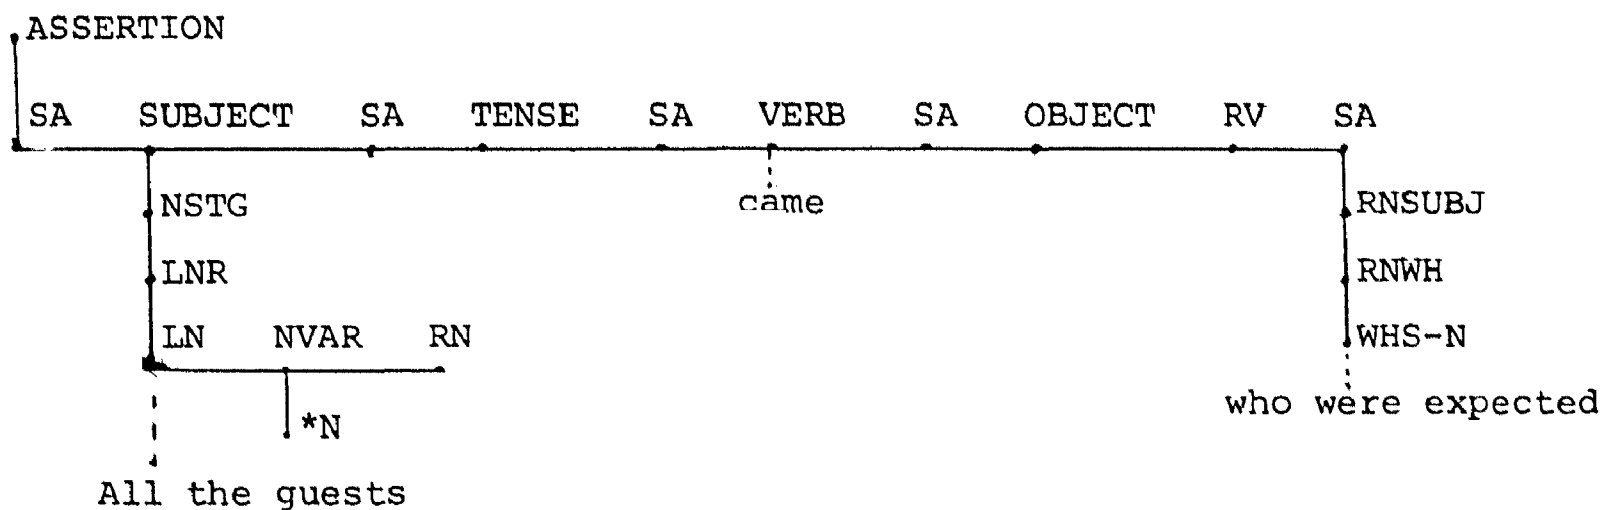 ASSERTION
SA SUBJECT SA TENSE SA VERB SA OBJECT RV SA
NSTG came RNSUBJ
LNR RNWH
LN NVAR RN WHS-N
who were expected
*N
All the guests